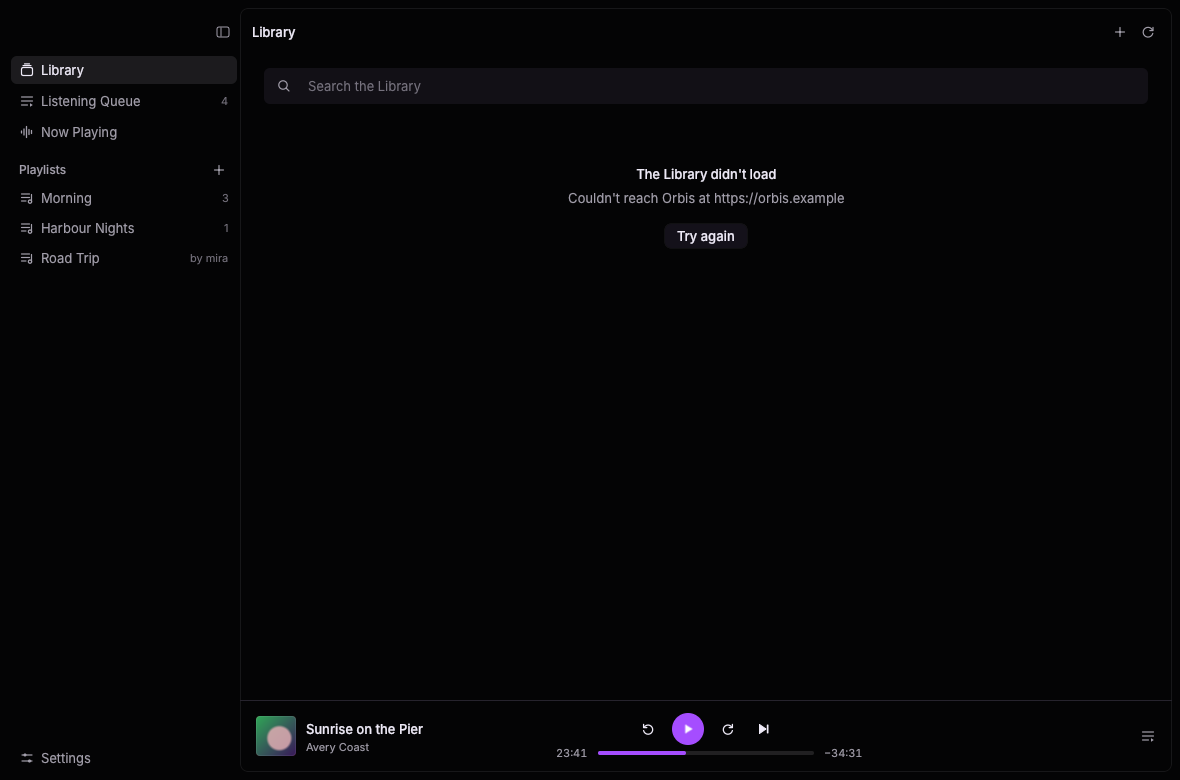 Library
Listening Queue 4
Now Playing
Playlists
Morning 3
Harbour Nights 1
Road Trip by mira
Settings
Library
Search the Library
The Library didn't load
Couldn't reach Orbis at https://orbis.example
Try again
Sunrise on the Pier
Avery Coast
23:41 −34:31